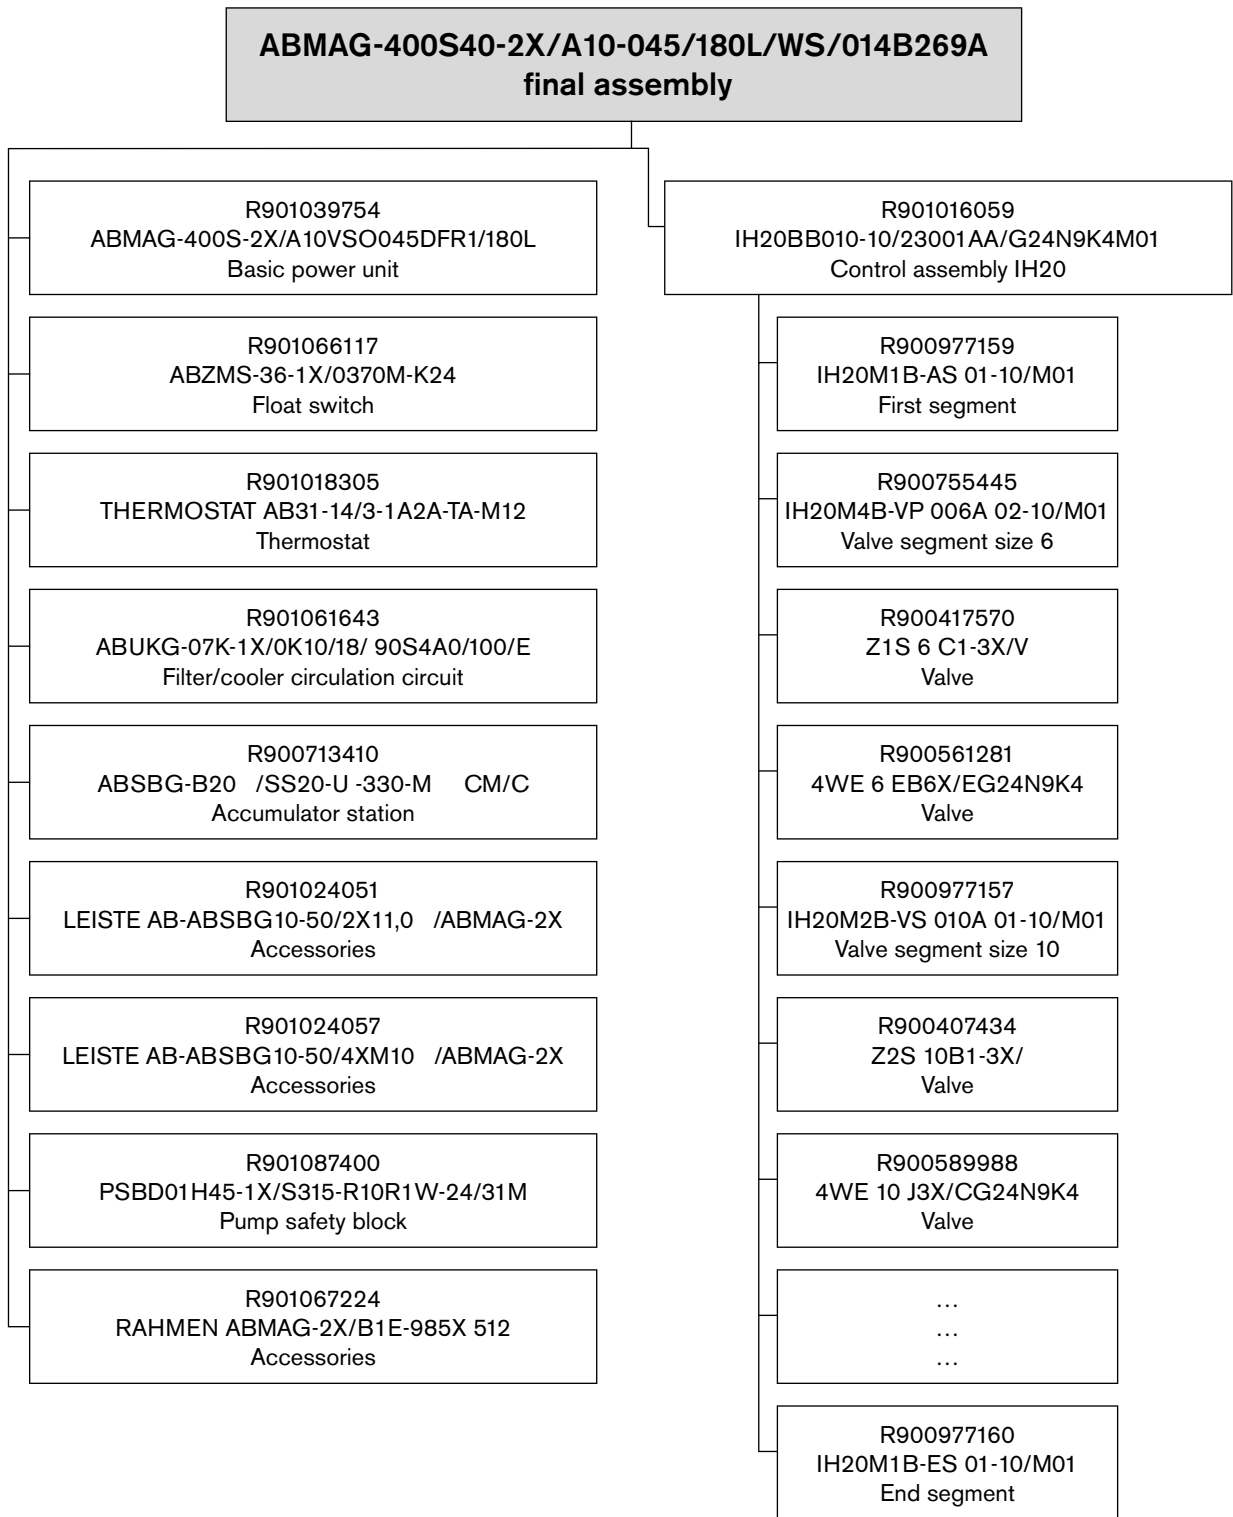 ABMAG-400S40-2X/A10-045/180L/WS/014B269A
final assembly
R901039754
ABMAG-400S-2X/A10VSO045DFR1/180L
Basic power unit
R901066117
ABZMS-36-1X/0370M-K24
Float switch
R901018305
THERMOSTAT AB31-14/3-1A2A-TA-M12
Thermostat
R901061643
ABUKG-07K-1X/0K10/18/ 90S4A0/100/E
Filter/cooler circulation circuit
R900713410
ABSBG-B20 /SS20-U -330-M CM/C
Accumulator station
R901024051
LEISTE AB-ABSBG10-50/2X11,0 /ABMAG-2X
Accessories
R901024057
LEISTE AB-ABSBG10-50/4XM10 /ABMAG-2X
Accessories
R901087400
PSBD01H45-1X/S315-R10R1W-24/31M
Pump safety block
R901067224
RAHMEN ABMAG-2X/B1E-985X 512
Accessories
R901016059
IH20BB010-10/23001AA/G24N9K4M01
Control assembly IH20
R900977159
IH20M1B-AS 01-10/M01
First segment
R900755445
IH20M4B-VP 006A 02-10/M01
Valve segment size 6
R900417570
Z1S 6 C1-3X/V
Valve
R900561281
4WE 6 EB6X/EG24N9K4
Valve
R900977157
IH20M2B-VS 010A 01-10/M01
Valve segment size 10
R900407434
Z2S 10B1-3X/
Valve
R900589988
4WE 10 J3X/CG24N9K4
Valve
...
...
...
R900977160
IH20M1B-ES 01-10/M01
End segment